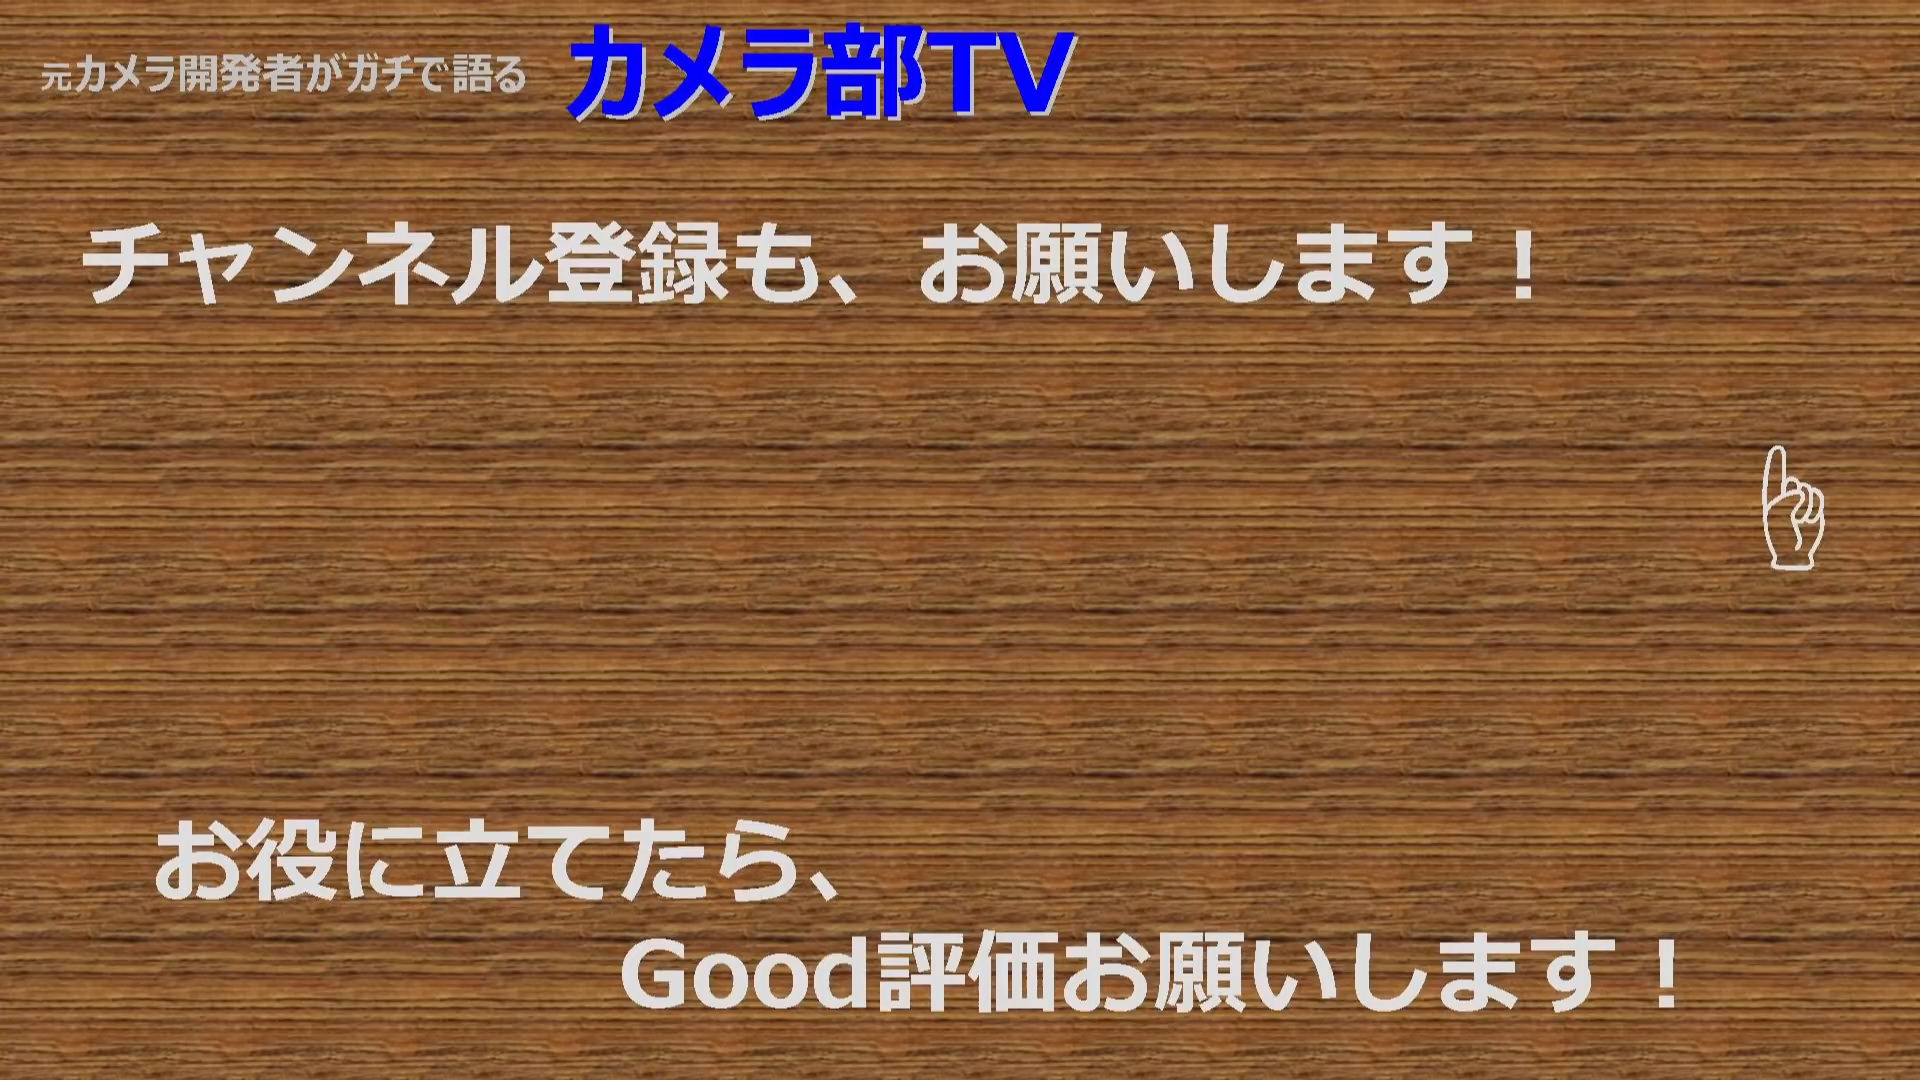 元カメラ開発者がガチで語る カメラ部TV
チャンネル登録も、お願いします！
お役に立てたら、
Good評価お願いします！